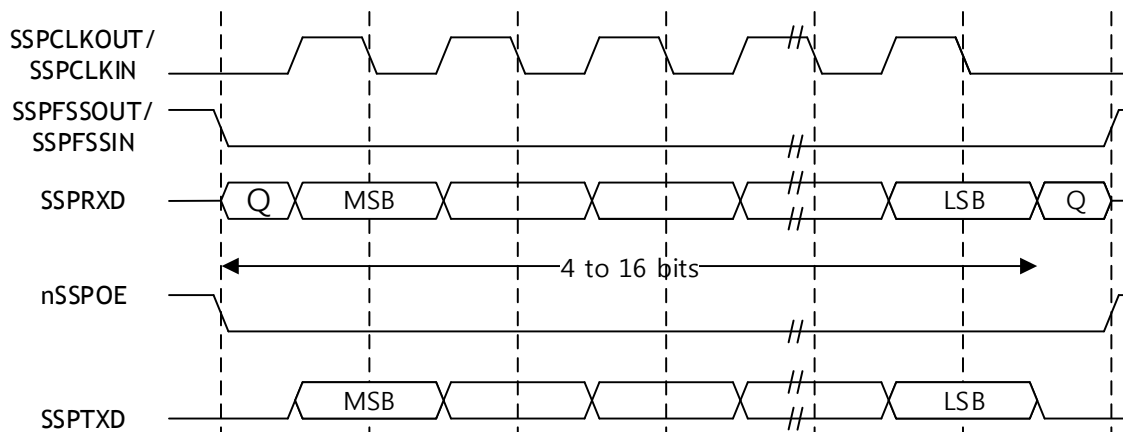 SSPCLKOUT/
SSPCLKIN
SSPFSSOUT/
SSPFSSIN
SSPRXD Q MSB LSB Q
4 to 16 bits
nSSPOE
SSPTXD MSB LSB